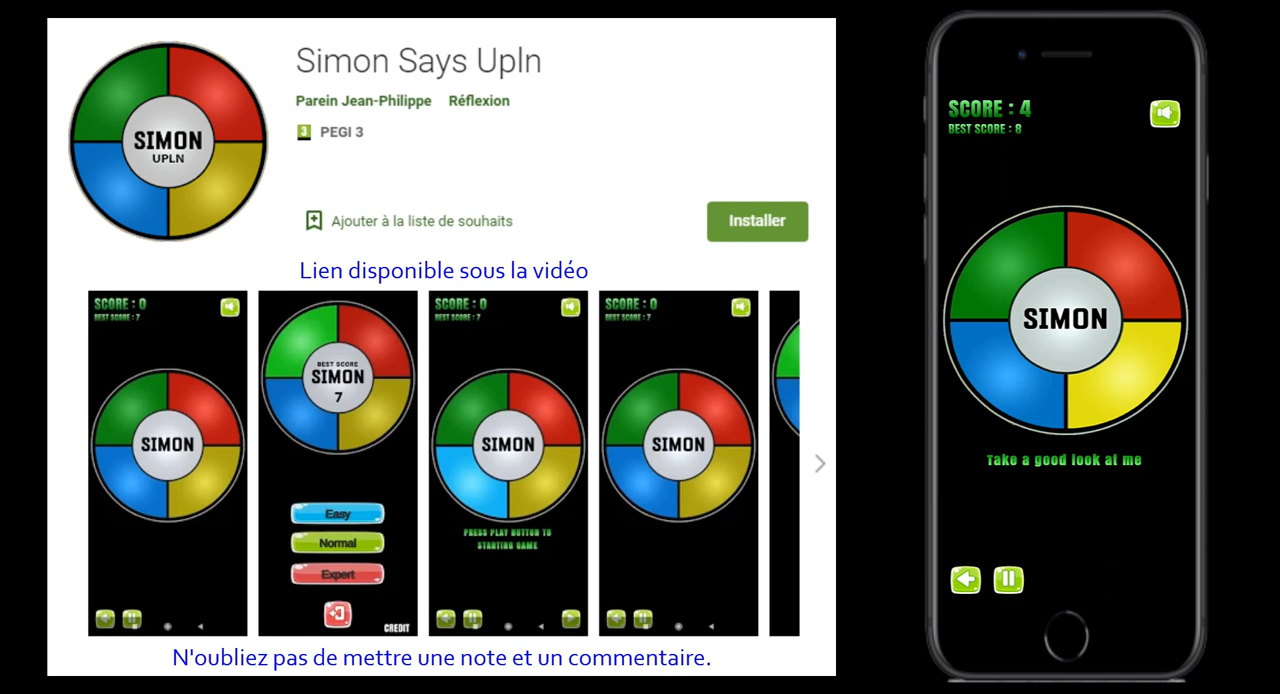 Simon Says Upln
Parein Jean-Philippe Réflexion
3 PEGI 3
SIMON
UPLN
Ajouter à la liste de souhaits
Installer
Lien disponible sous la vidéo
SCORE : 0
BEST SCORE : 7
SIMON
BEST SCORE
SIMON
7
Easy
Normal
Expert
CREDIT
SCORE : 0
BEST SCORE : 7
SIMON
PRESS PLAY BUTTON TO
STARTING GAME
SCORE : 0
BEST SCORE : 7
SIMON
N'oubliez pas de mettre une note et un commentaire.
SCORE : 4
BEST SCORE : 8
SIMON
Take a good look at me